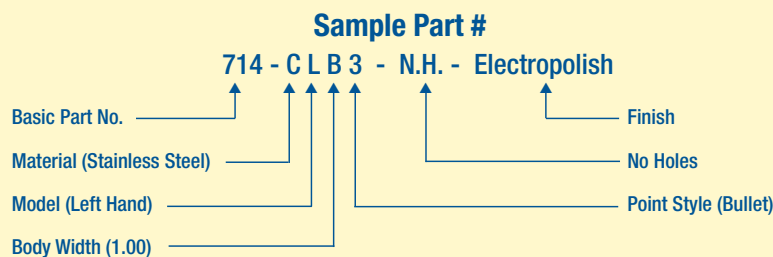 Sample Part #
714 - C L B 3 - N.H. - Electropolish
Basic Part No.
Finish
Material (Stainless Steel)
No Holes
Model (Left Hand)
Point Style (Bullet)
Body Width (1.00)